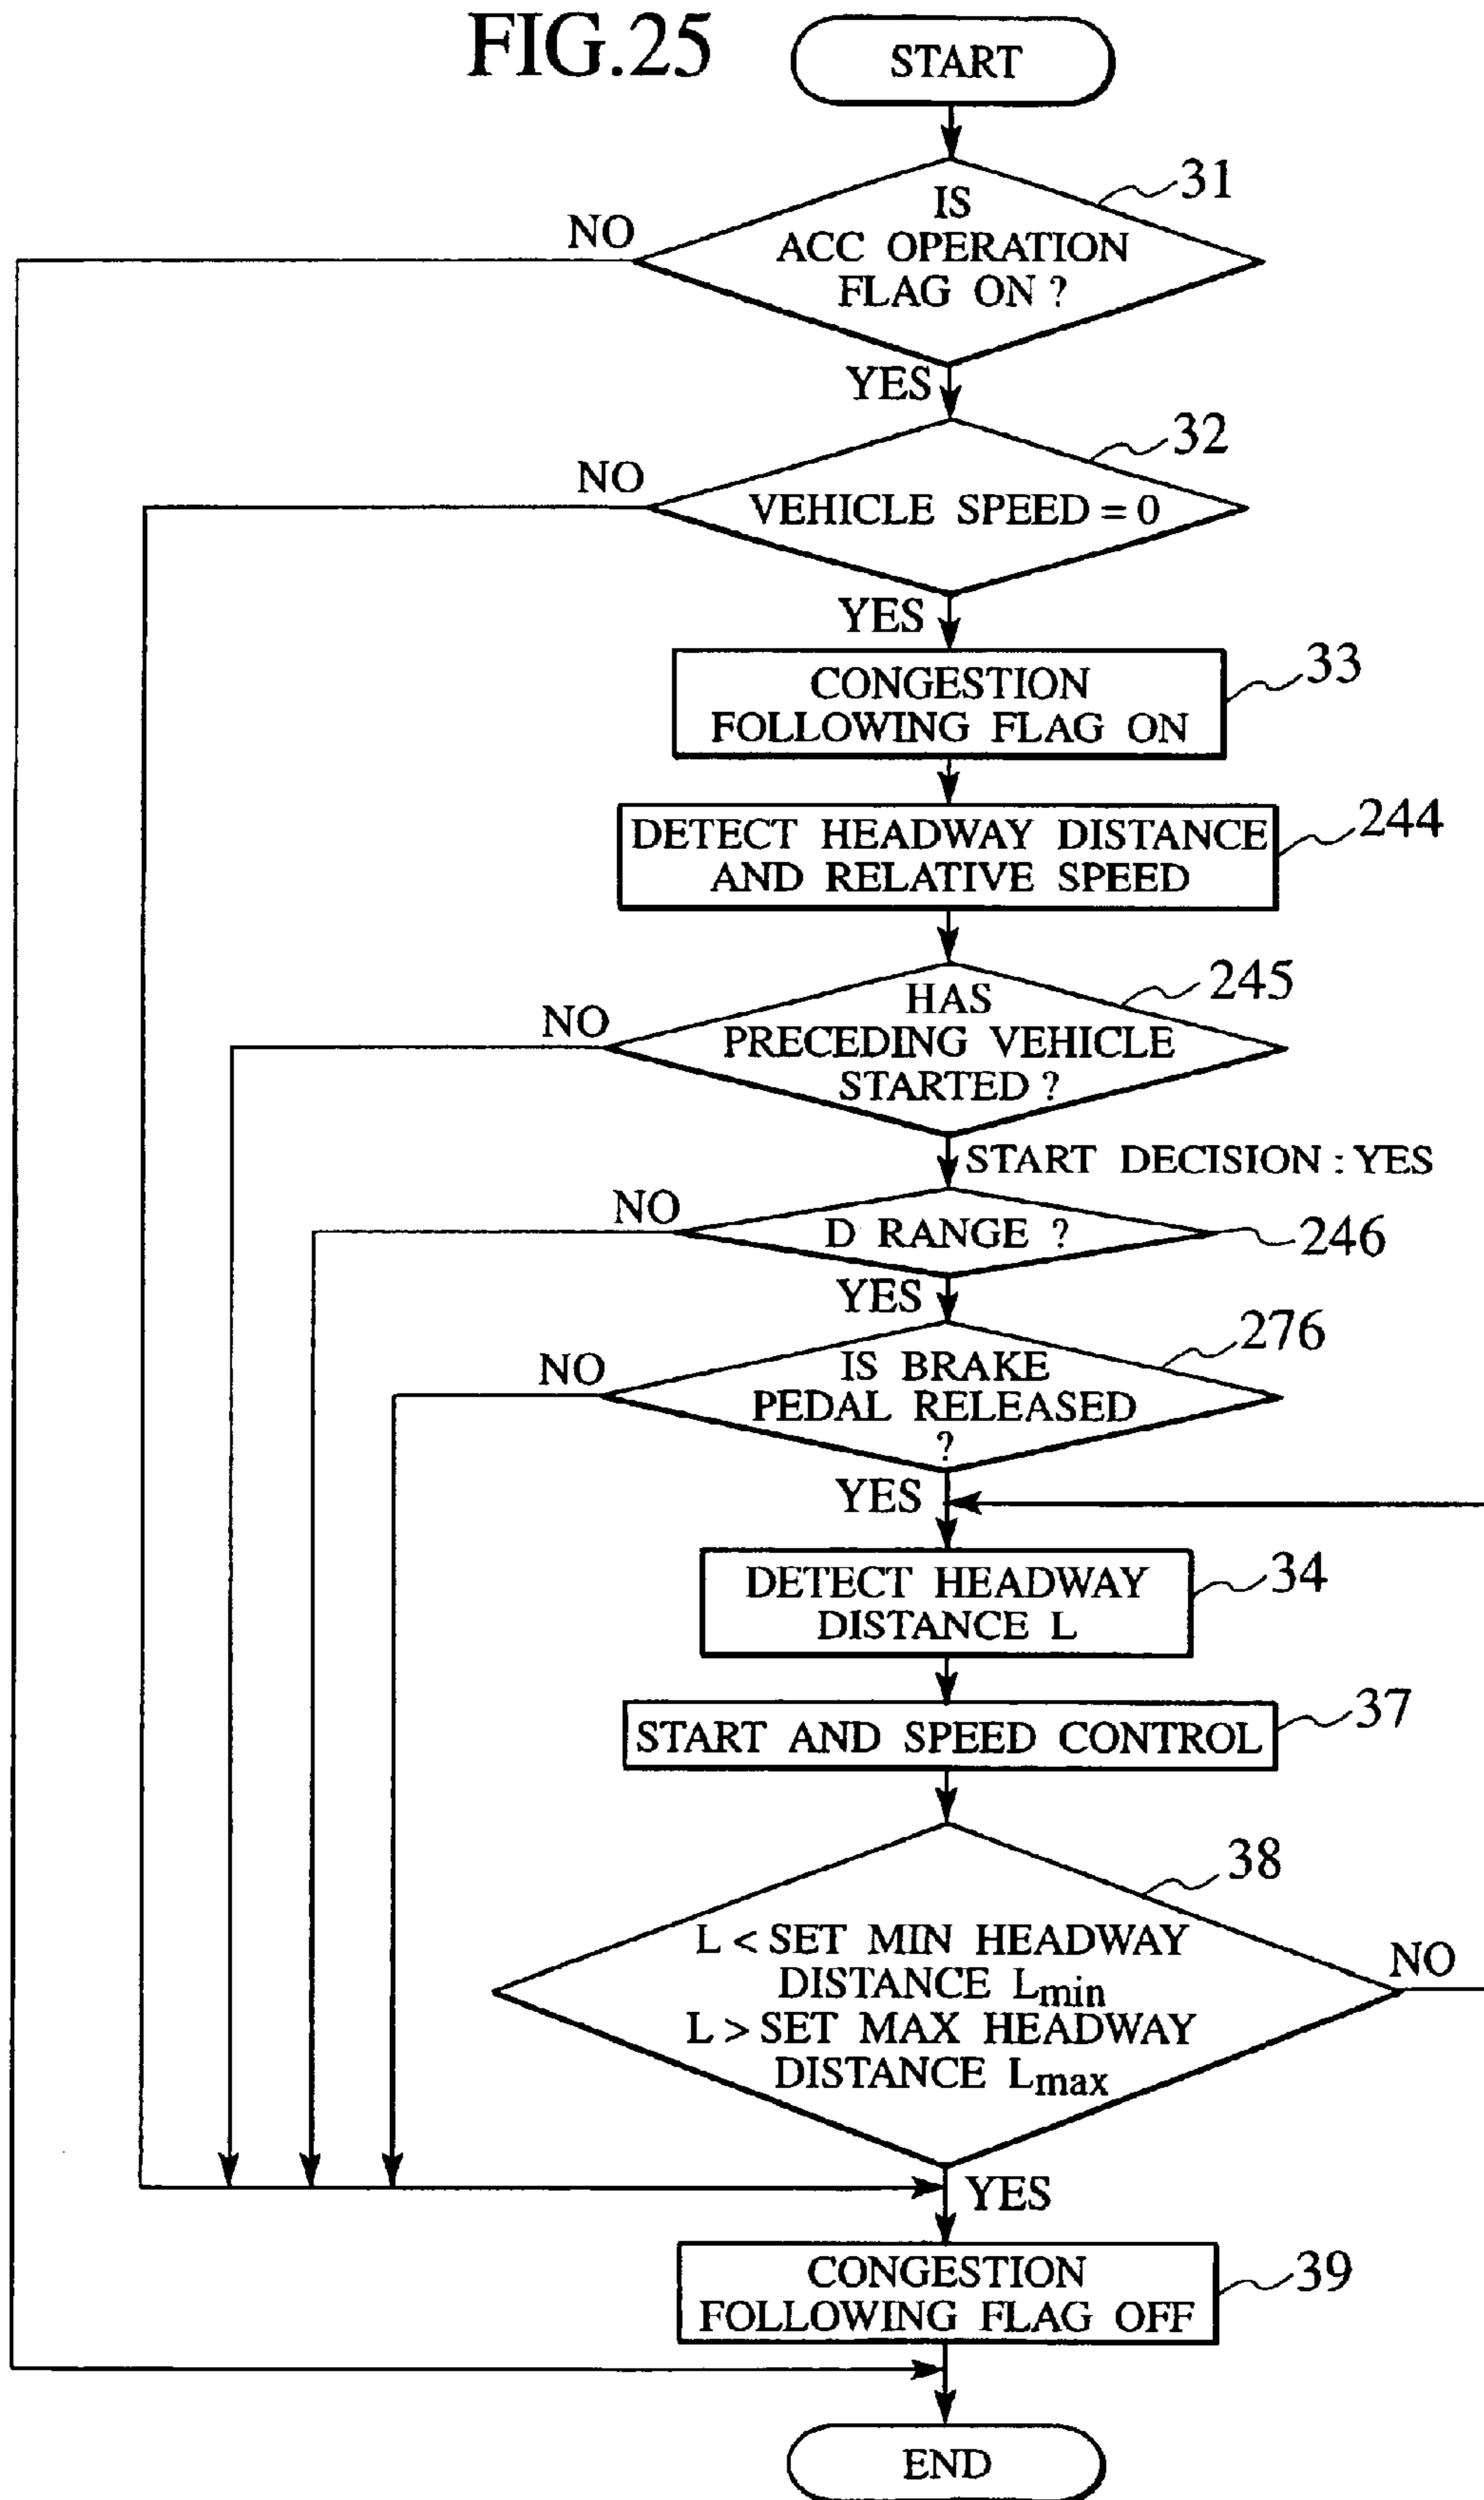 FIG.25
START
31
IS
ACC OPERATION
FLAG ON ?
NO
YES
32
VEHICLE SPEED = 0
NO
YES
33
CONGESTION
FOLLOWING FLAG ON
244
DETECT HEADWAY DISTANCE
AND RELATIVE SPEED
245
HAS
PRECEDING VEHICLE
STARTED ?
NO
START DECISION : YES
D RANGE ?
246
NO
YES
276
IS BRAKE
PEDAL RELEASED
?
NO
YES
34
DETECT HEADWAY
DISTANCE L
37
START AND SPEED CONTROL
38
L < SET MIN HEADWAY
DISTANCE Lmin
L > SET MAX HEADWAY
DISTANCE Lmax
NO
YES
39
CONGESTION
FOLLOWING FLAG OFF
END